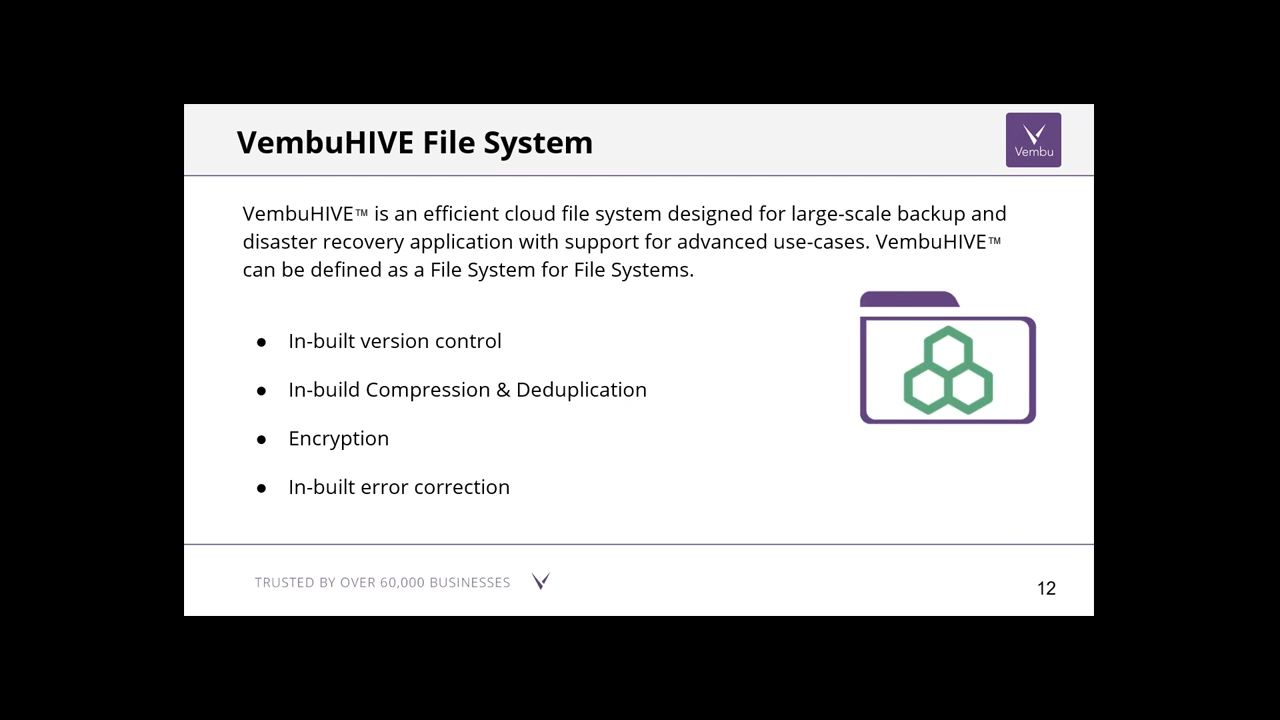 VembuHIVE File System
Vembu
VembuHIVE™ is an efficient cloud file system designed for large-scale backup and
disaster recovery application with support for advanced use-cases. VembuHIVE™
can be defined as a File System for File Systems.
● In-built version control
● In-build Compression & Deduplication
● Encryption
● In-built error correction
TRUSTED BY OVER 60,000 BUSINESSES
12